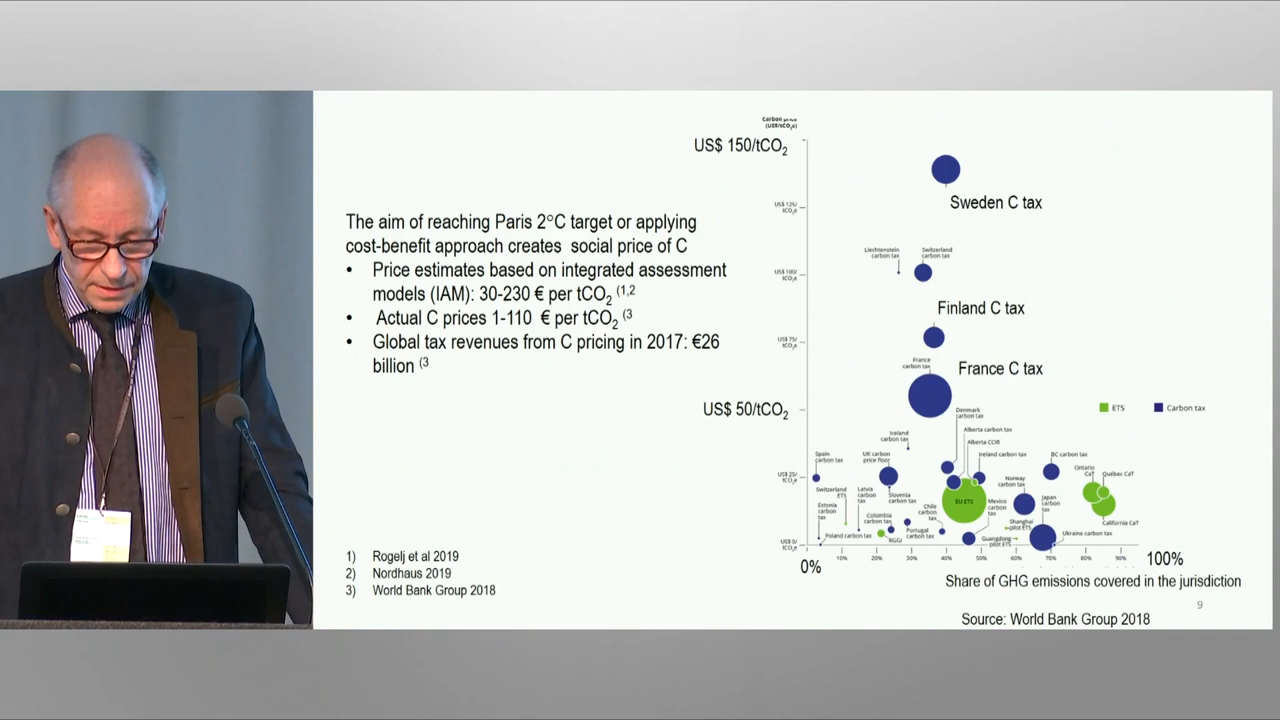 The aim of reaching Paris 2°C target or applying
cost-benefit approach creates social price of C
• Price estimates based on integrated assessment
models (IAM): 30-230 € per tCO₂ ⁽¹,²
• Actual C prices 1-110 € per tCO₂ ⁽³
• Global tax revenues from C pricing in 2017: €26
billion ⁽³
1) Rogelj et al 2019
2) Nordhaus 2019
3) World Bank Group 2018
Carbon price
(US$/tCO₂e)
US$ 150/tCO₂
US$ 125/
tCO₂e
US$ 100/
tCO₂e
US$ 75/
tCO₂e
US$ 50/tCO₂
US$ 25/
tCO₂e
US$ 0/
tCO₂e
Sweden C tax
Liechtenstein
carbon tax
Switzerland
carbon tax
Finland C tax
France
carbon tax
France C tax
ETS
Carbon tax
Denmark
carbon tax
Alberta carbon tax
Iceland
carbon tax
Alberta CCIR
Spain
carbon tax
UK carbon
price floor
Ireland carbon tax
BC carbon tax
Ontario
CaT
Québec CaT
Norway
carbon tax
Switzerland
ETS
Latvia
carbon
tax
Slovenia
carbon tax
EU ETS
Mexico
carbon
tax
Japan
carbon
tax
Estonia
carbon
tax
Chile
carbon
tax
Colombia
carbon tax
Shanghai
pilot ETS
California CaT
Poland carbon tax
RGGI
Portugal
carbon tax
Guangdong
pilot ETS
Ukraine carbon tax
10%
20%
30%
40%
50%
60%
70%
80%
90%
0%
100%
Share of GHG emissions covered in the jurisdiction
9
Source: World Bank Group 2018